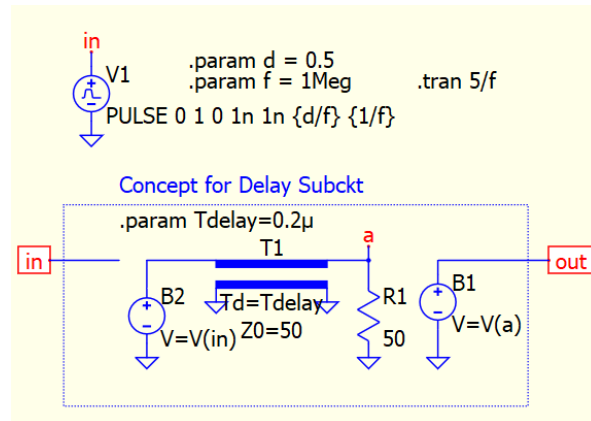 in
V1
.param d = 0.5
.param f = 1Meg
.tran 5/f
PULSE 0 1 0 1n 1n {d/f} {1/f}
Concept for Delay Subckt
.param Tdelay=0.2µ
in
T1
a
out
B2
Td=Tdelay
R1
B1
V=V(in)
Z0=50
50
V=V(a)